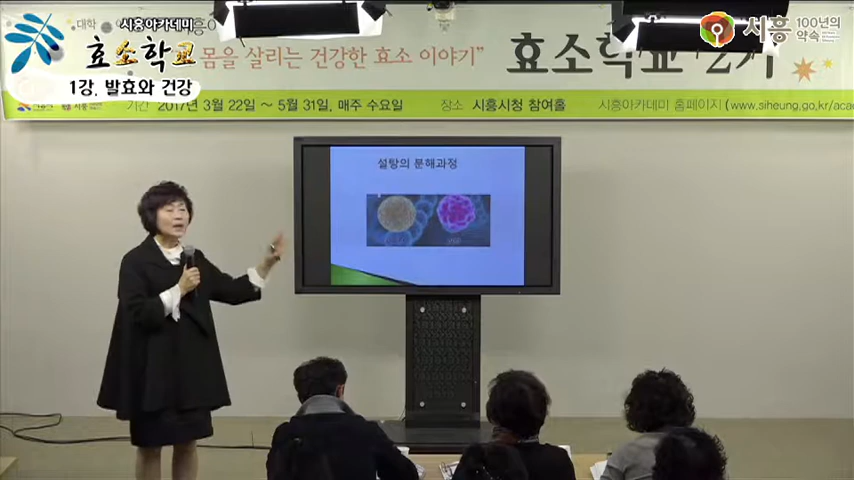 시흥아카데미
효소학교
1강. 발효와 건강
대학
몸을 살리는 건강한 효소 이야기"
효소학교
2기
시흥 100년의 약속
기간 2017년 3월 22일 ~ 5월 31일, 매주 수요일 장소 시흥시청 참여홀 시흥아카데미 홈페이지 (www.siheung.go.kr/aca
설탕의 분해과정